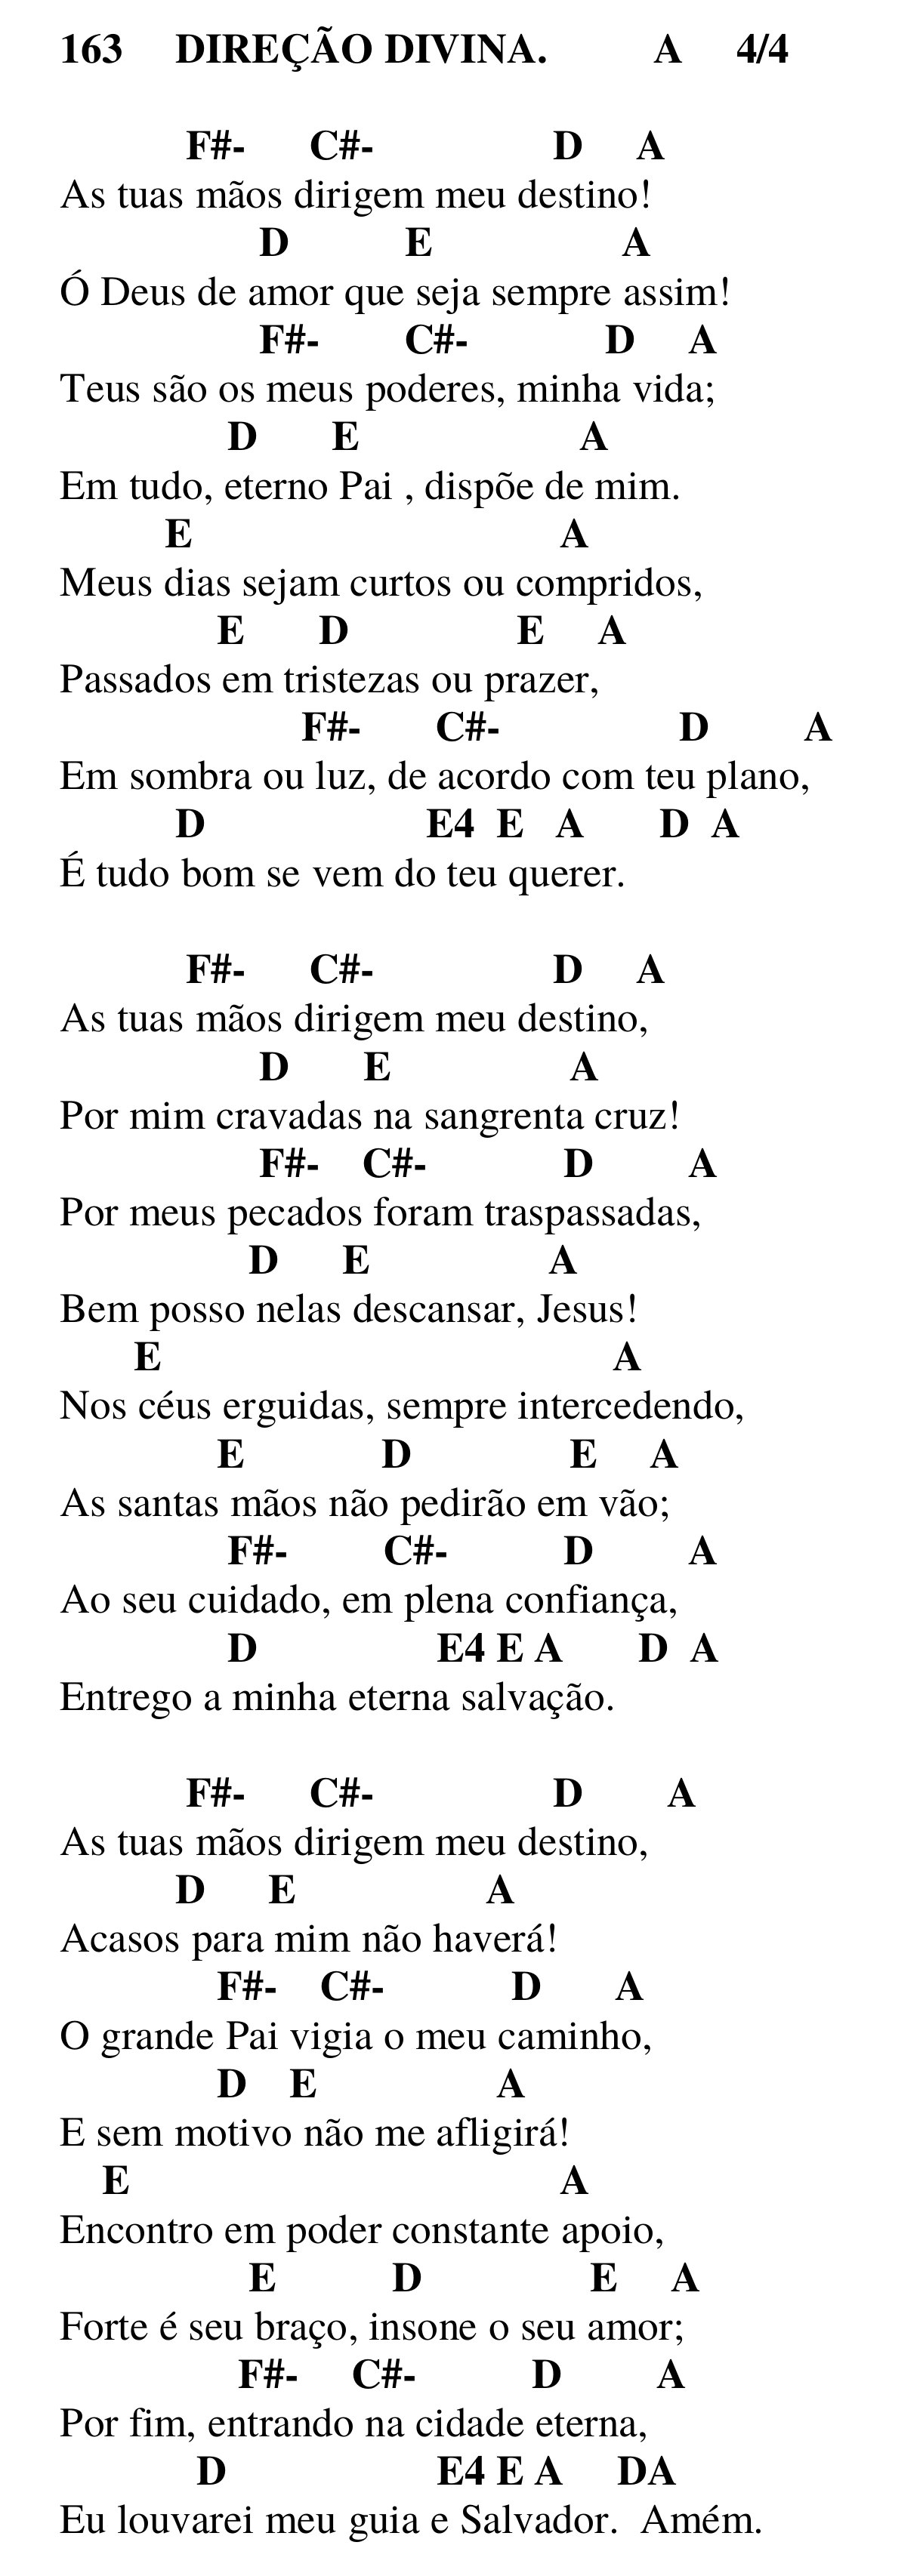 163 DIREÇÃO DIVINA. A 4/4
F#- C#- D A
As tuas mãos dirigem meu destino!
D E A
Ó Deus de amor que seja sempre assim!
F#- C#- D A
Teus são os meus poderes, minha vida;
D E A
Em tudo, eterno Pai , dispõe de mim.
E A
Meus dias sejam curtos ou compridos,
E D E A
Passados em tristezas ou prazer,
F#- C#- D A
Em sombra ou luz, de acordo com teu plano,
D E4 E A D A
É tudo bom se vem do teu querer.
F#- C#- D A
As tuas mãos dirigem meu destino,
D E A
Por mim cravadas na sangrenta cruz!
F#- C#- D A
Por meus pecados foram traspassadas,
D E A
Bem posso nelas descansar, Jesus!
E A
Nos céus erguidas, sempre intercedendo,
E D E A
As santas mãos não pedirão em vão;
F#- C#- D A
Ao seu cuidado, em plena confiança,
D E4 E A D A
Entrego a minha eterna salvação.
F#- C#- D A
As tuas mãos dirigem meu destino,
D E A
Acasos para mim não haverá!
F#- C#- D A
O grande Pai vigia o meu caminho,
D E A
E sem motivo não me afligirá!
E A
Encontro em poder constante apoio,
E D E A
Forte é seu braço, insone o seu amor;
F#- C#- D A
Por fim, entrando na cidade eterna,
D E4 E A DA
Eu louvarei meu guia e Salvador. Amém.